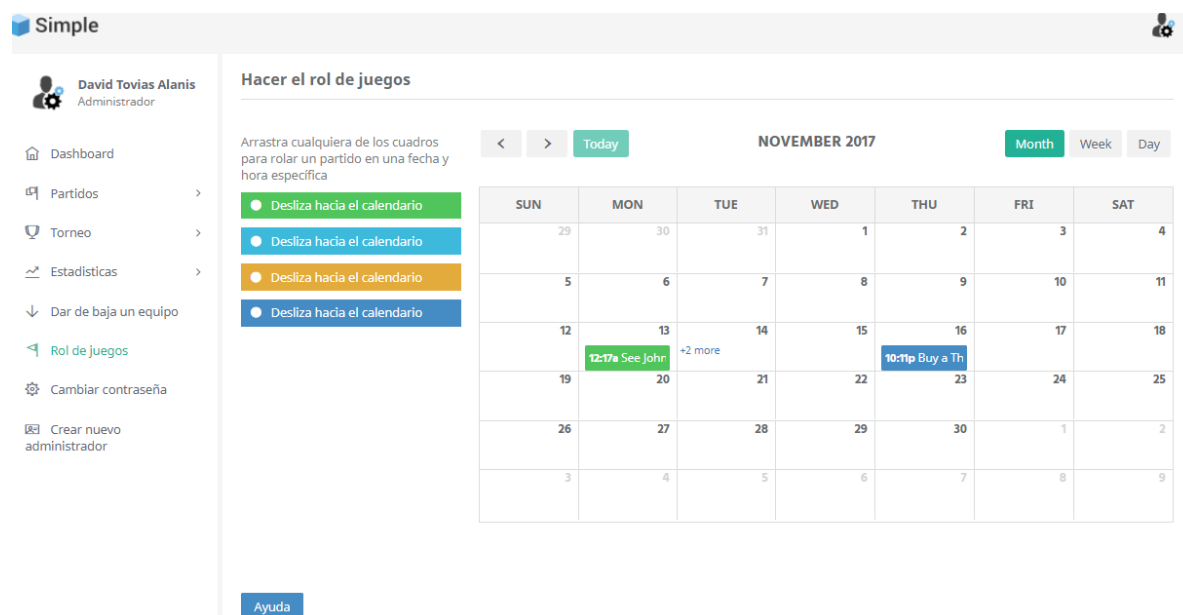 Simple
David Tovias Alanis
Administrador
Dashboard
Partidos
Torneo
Estadisticas
Dar de baja un equipo
Rol de juegos
Cambiar contraseña
Crear nuevo
administrador
Hacer el rol de juegos
Arrastra cualquiera de los cuadros
para rolar un partido en una fecha y
hora específica
Desliza hacia el calendario
Desliza hacia el calendario
Desliza hacia el calendario
Desliza hacia el calendario
Ayuda
< > Today NOVEMBER 2017 Month Week Day
SUN MON TUE WED THU FRI SAT
29 30 31 1 2 3 4
5 6 7 8 9 10 11
12 13 14 15 16 17 18
12:17a See John +2 more 10:11p Buy a Th
19 20 21 22 23 24 25
26 27 28 29 30 1 2
3 4 5 6 7 8 9